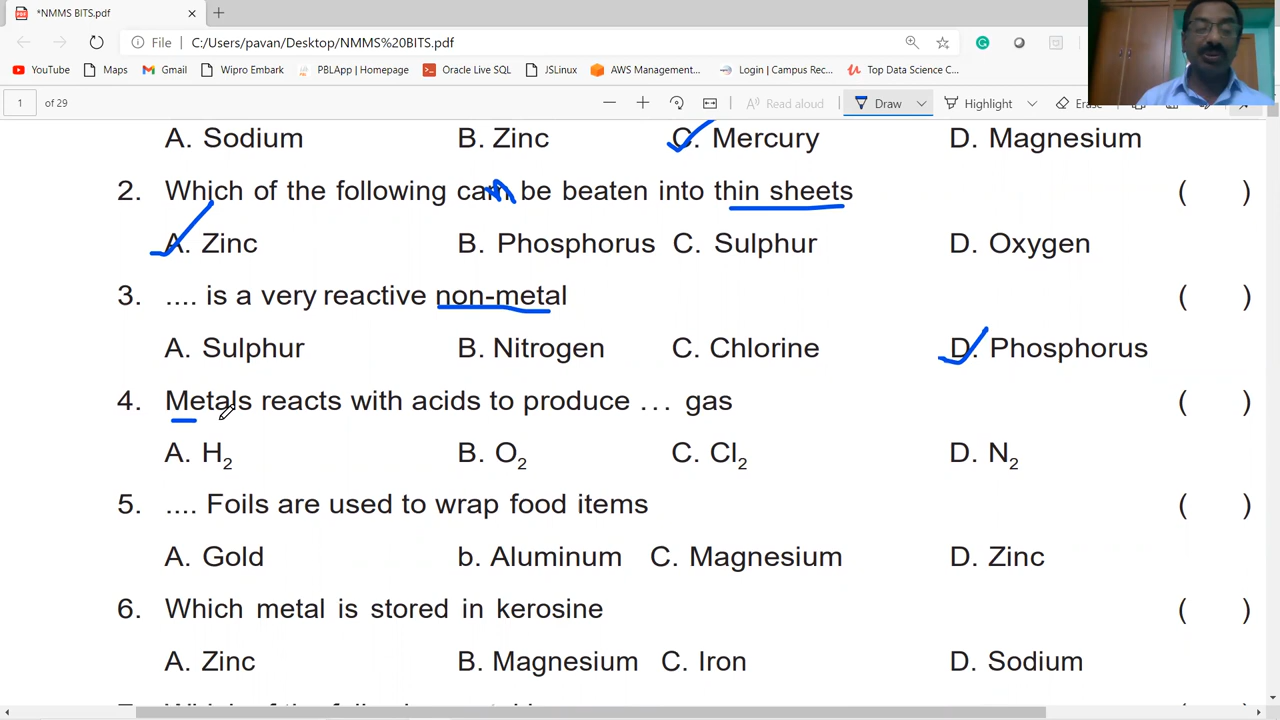 *NMMS BITS.pdf
File C:/Users/pavan/Desktop/NMMS%20BITS.pdf
YouTube Maps Gmail Wipro Embark PBLApp | Homepage Oracle Live SQL JSLinux AWS Management... Login | Campus Rec... Top Data Science C...
1 of 29 Read aloud Draw Highlight Erase
A. Sodium B. Zinc C. Mercury D. Magnesium
2. Which of the following can be beaten into thin sheets ( )
A. Zinc B. Phosphorus C. Sulphur D. Oxygen
3. .... is a very reactive non-metal ( )
A. Sulphur B. Nitrogen C. Chlorine D. Phosphorus
4. Metals reacts with acids to produce ... gas ( )
A. H2 B. O2 C. Cl2 D. N2
5. .... Foils are used to wrap food items ( )
A. Gold b. Aluminum C. Magnesium D. Zinc
6. Which metal is stored in kerosine ( )
A. Zinc B. Magnesium C. Iron D. Sodium